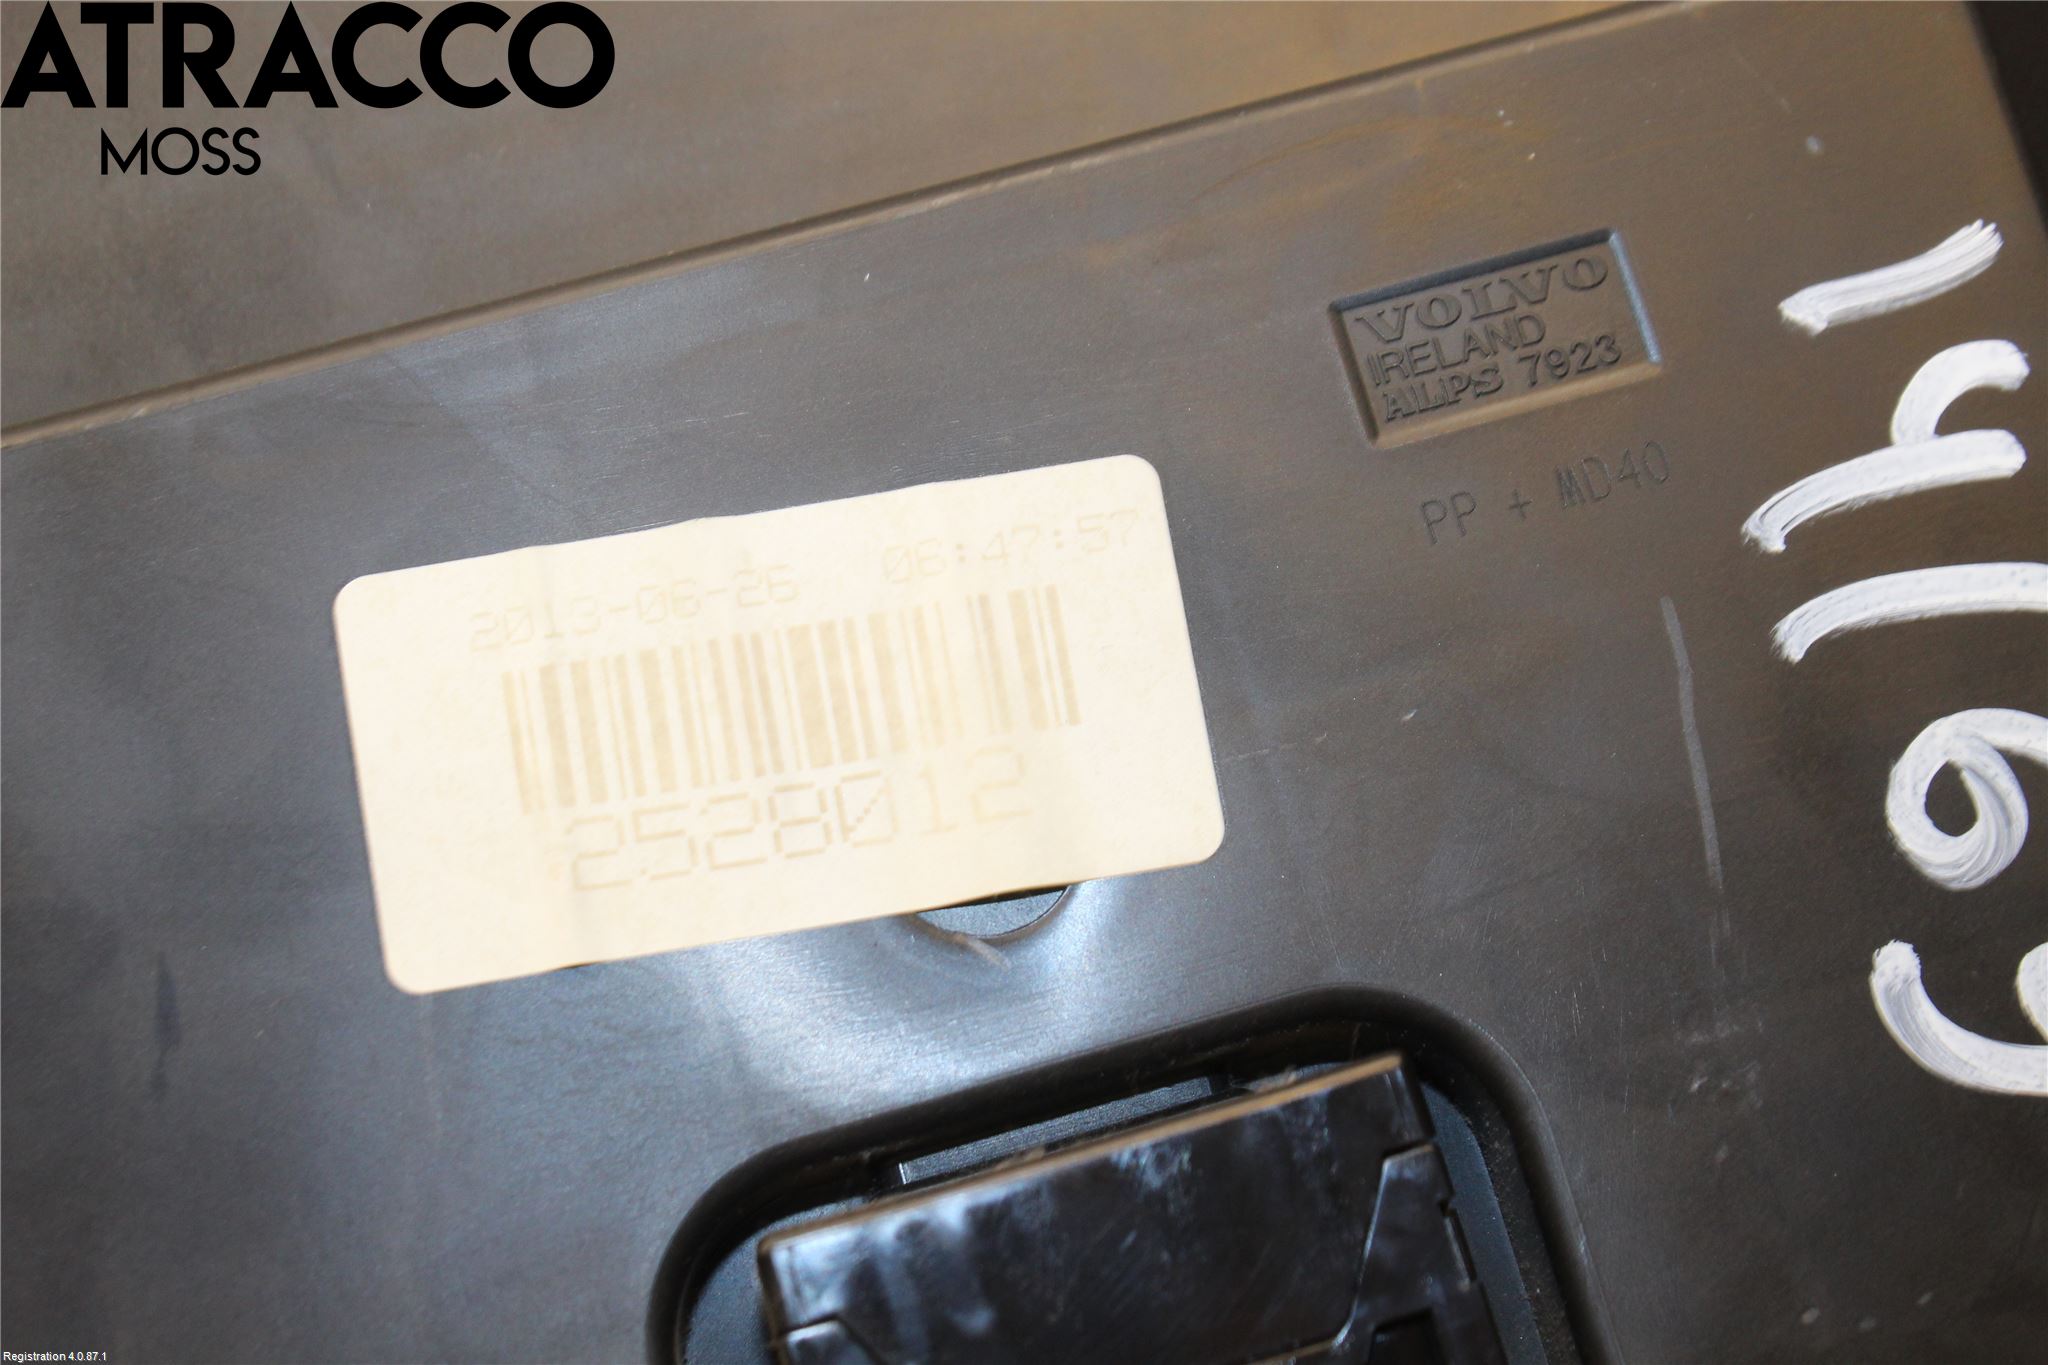 ATRACCO
MOSS
VOLVO
IRELAND
ALPS 7923
PP + MD40
2013-06-26 06:47:57
2528012
Registration 4.0.87.1